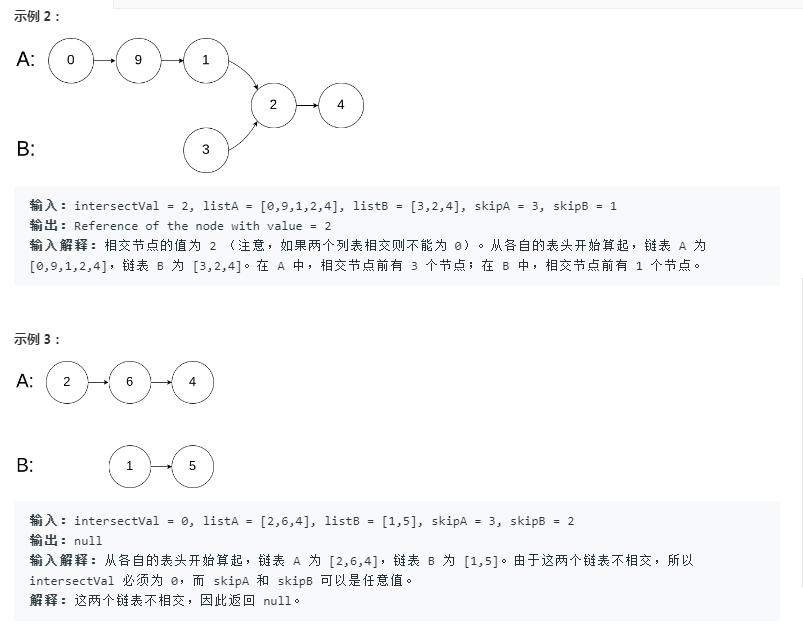 示例 2：
A: 0 9 1
2 4
B: 3
输入：intersectVal = 2, listA = [0,9,1,2,4], listB = [3,2,4], skipA = 3, skipB = 1
输出：Reference of the node with value = 2
输入解释：相交节点的值为 2 （注意，如果两个列表相交则不能为 0）。从各自的表头开始算起，链表 A 为
[0,9,1,2,4]，链表 B 为 [3,2,4]。在 A 中，相交节点前有 3 个节点；在 B 中，相交节点前有 1 个节点。
示例 3：
A: 2 6 4
B: 1 5
输入：intersectVal = 0, listA = [2,6,4], listB = [1,5], skipA = 3, skipB = 2
输出：null
输入解释：从各自的表头开始算起，链表 A 为 [2,6,4]，链表 B 为 [1,5]。由于这两个链表不相交，所以
intersectVal 必须为 0，而 skipA 和 skipB 可以是任意值。
解释：这两个链表不相交，因此返回 null。